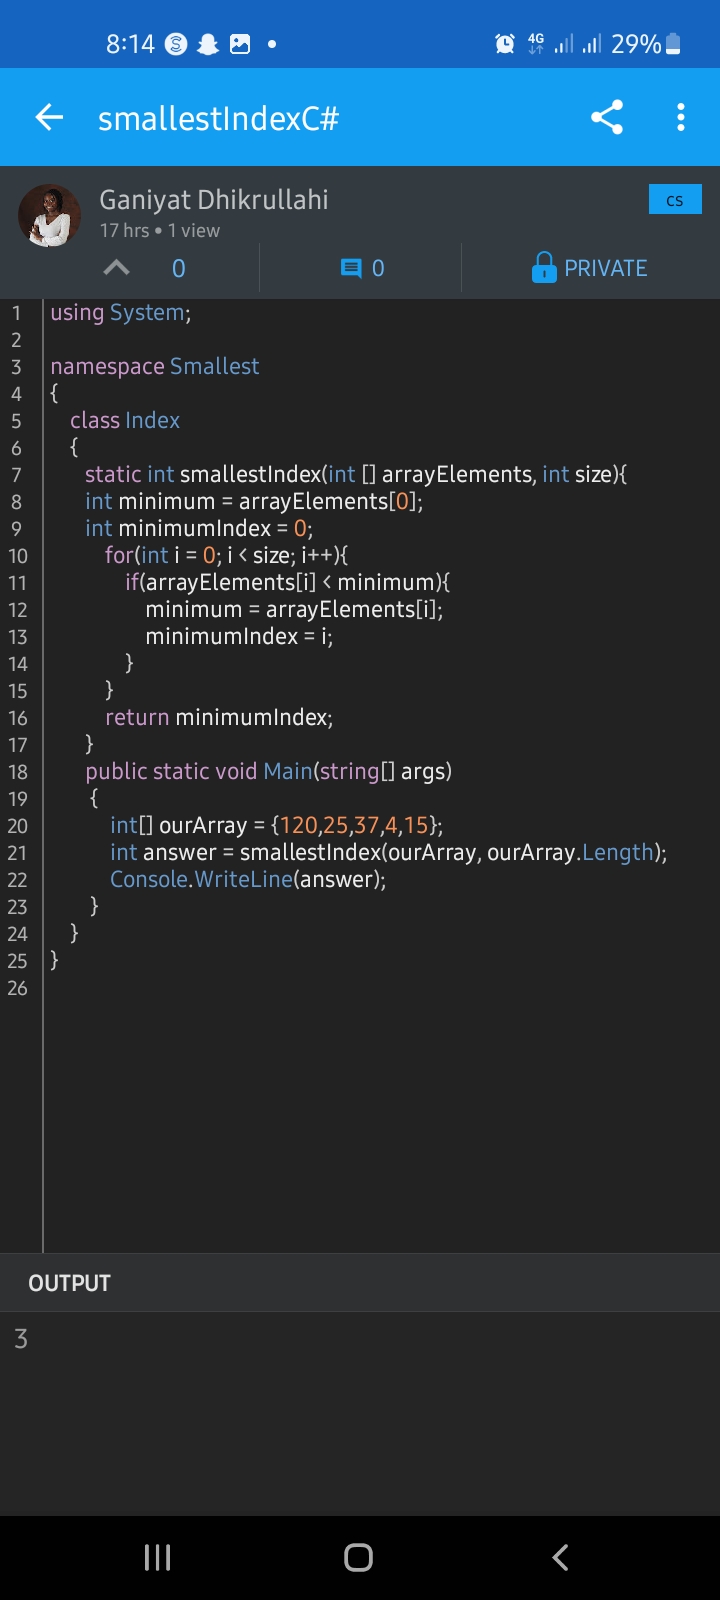 8:14 4G 29%
smallestIndexC#
Ganiyat Dhikrullahi
cs
17 hrs • 1 view
0 0 PRIVATE
1 using System;
2
3 namespace Smallest
4 {
5 class Index
6 {
7 static int smallestIndex(int [] arrayElements, int size){
8 int minimum = arrayElements[0];
9 int minimumIndex = 0;
10 for(int i = 0; i < size; i++){
11 if(arrayElements[i] < minimum){
12 minimum = arrayElements[i];
13 minimumIndex = i;
14 }
15 }
16 return minimumIndex;
17 }
18 public static void Main(string[] args)
19 {
20 int[] ourArray = {120,25,37,4,15};
21 int answer = smallestIndex(ourArray, ourArray.Length);
22 Console.WriteLine(answer);
23 }
24 }
25 }
26
OUTPUT
3